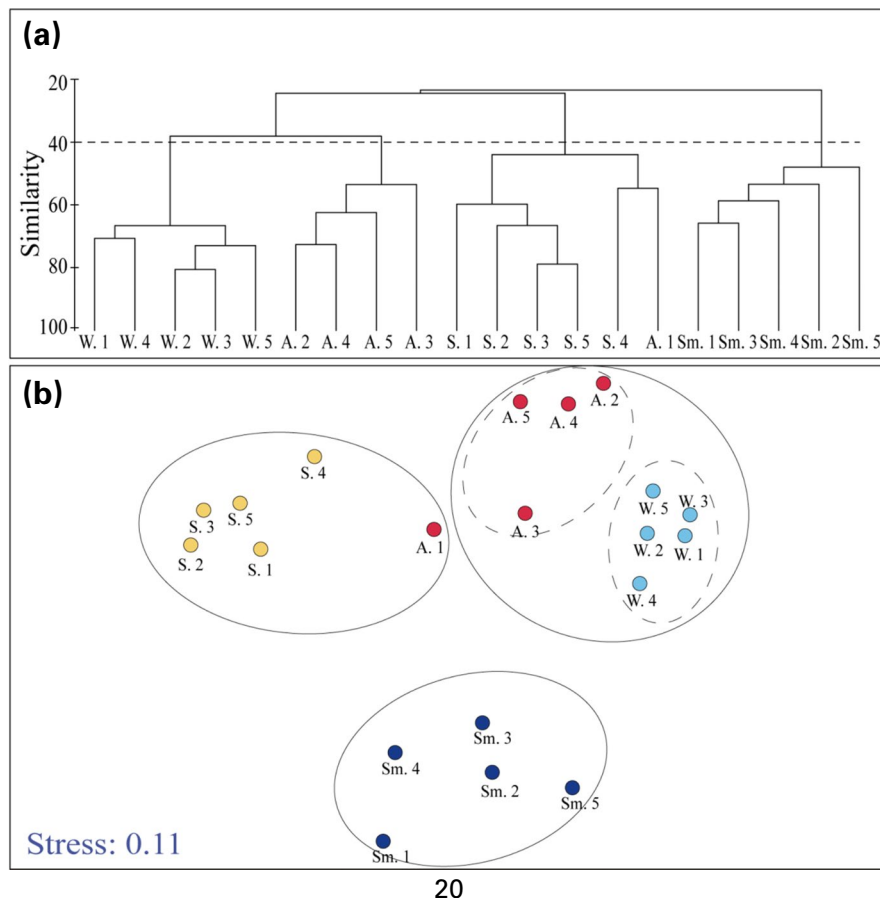 (a)
20
40
60
80
100
Similarity
W. 1 W. 4 W. 2 W. 3 W. 5 A. 2 A. 4 A. 5 A. 3 S. 1 S. 2 S. 3 S. 5 S. 4 A. 1 Sm. 1 Sm. 3 Sm. 4 Sm. 2 Sm. 5
(b)
A. 2
A. 5
A. 4
S. 4
W. 5
W. 3
S. 3
S. 5
A. 3
A. 1
W. 2
W. 1
S. 2
S. 1
W. 4
Sm. 3
Sm. 4
Sm. 2
Sm. 5
Sm. 1
Stress: 0.11
20